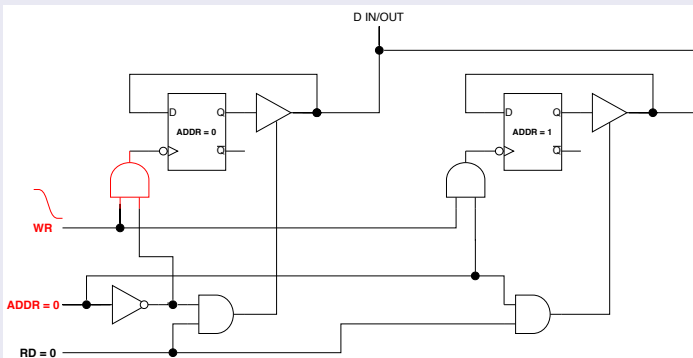 D IN/OUT
D Q
ADDR = 0
Q
D Q
ADDR = 1
Q
WR
ADDR = 0
RD = 0